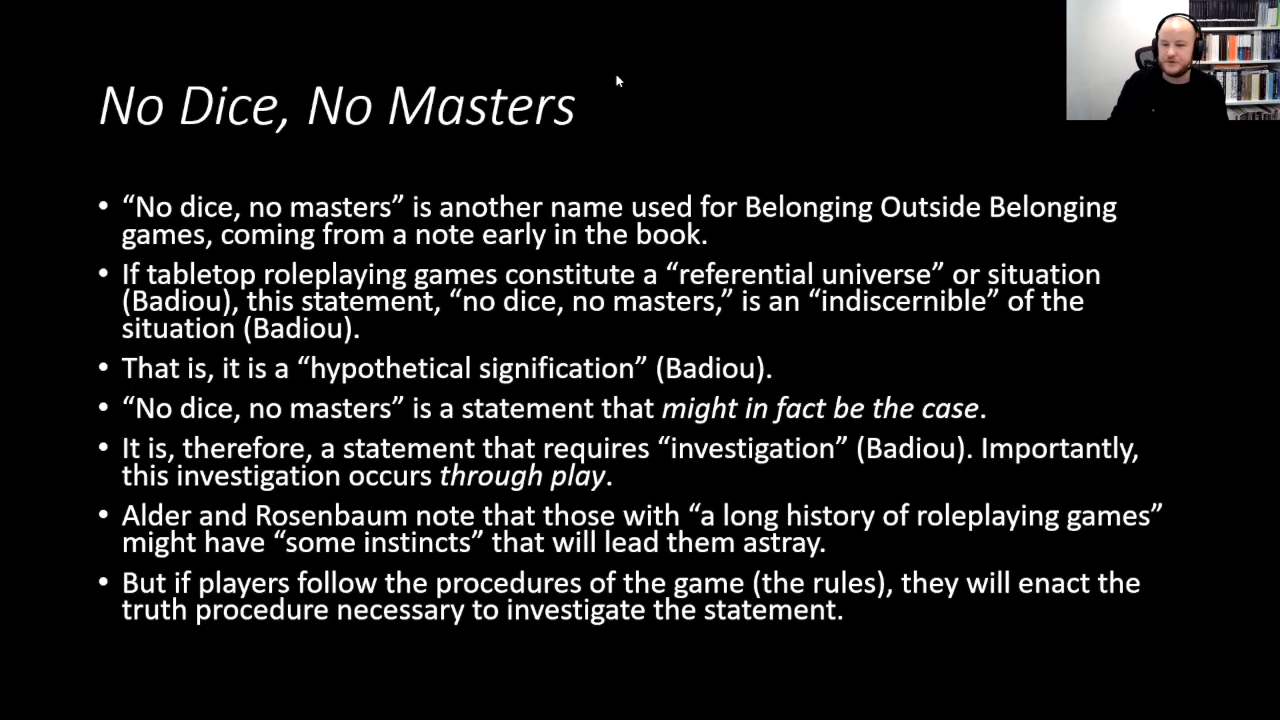 No Dice, No Masters
• “No dice, no masters” is another name used for Belonging Outside Belonging
games, coming from a note early in the book.
• If tabletop roleplaying games constitute a “referential universe” or situation
(Badiou), this statement, “no dice, no masters,” is an “indiscernible” of the
situation (Badiou).
• That is, it is a “hypothetical signification” (Badiou).
• “No dice, no masters” is a statement that might in fact be the case.
• It is, therefore, a statement that requires “investigation” (Badiou). Importantly,
this investigation occurs through play.
• Alder and Rosenbaum note that those with “a long history of roleplaying games”
might have “some instincts” that will lead them astray.
• But if players follow the procedures of the game (the rules), they will enact the
truth procedure necessary to investigate the statement.